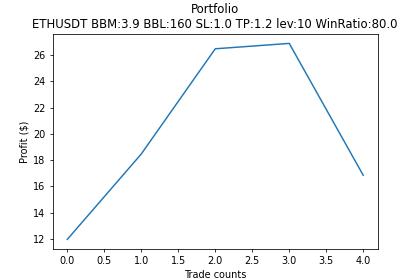 Portfolio
ETHUSDT BBM:3.9 BBL:160 SL:1.0 TP:1.2 lev:10 WinRatio:80.0
26
24
22
20
18
16
14
12
Profit ($)
0.0 0.5 1.0 1.5 2.0 2.5 3.0 3.5 4.0
Trade counts